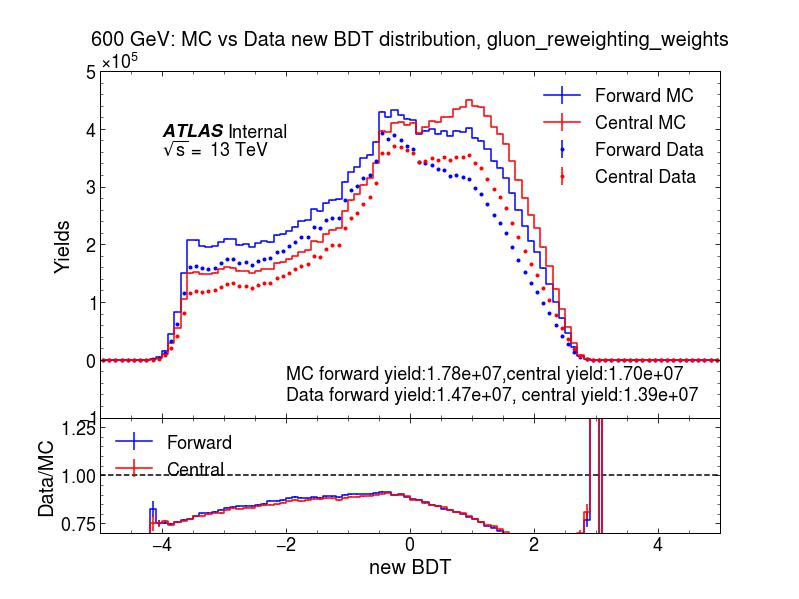 600 GeV: MC vs Data new BDT distribution, gluon_reweighting_weights
×10⁵
5
4
3
2
1
0
−1
Yields
ATLAS Internal
√s = 13 TeV
Forward MC
Central MC
Forward Data
Central Data
MC forward yield:1.78e+07,central yield:1.70e+07
Data forward yield:1.47e+07, central yield:1.39e+07
1.25
1.00
0.75
Data/MC
Forward
Central
−4 −2 0 2 4
new BDT